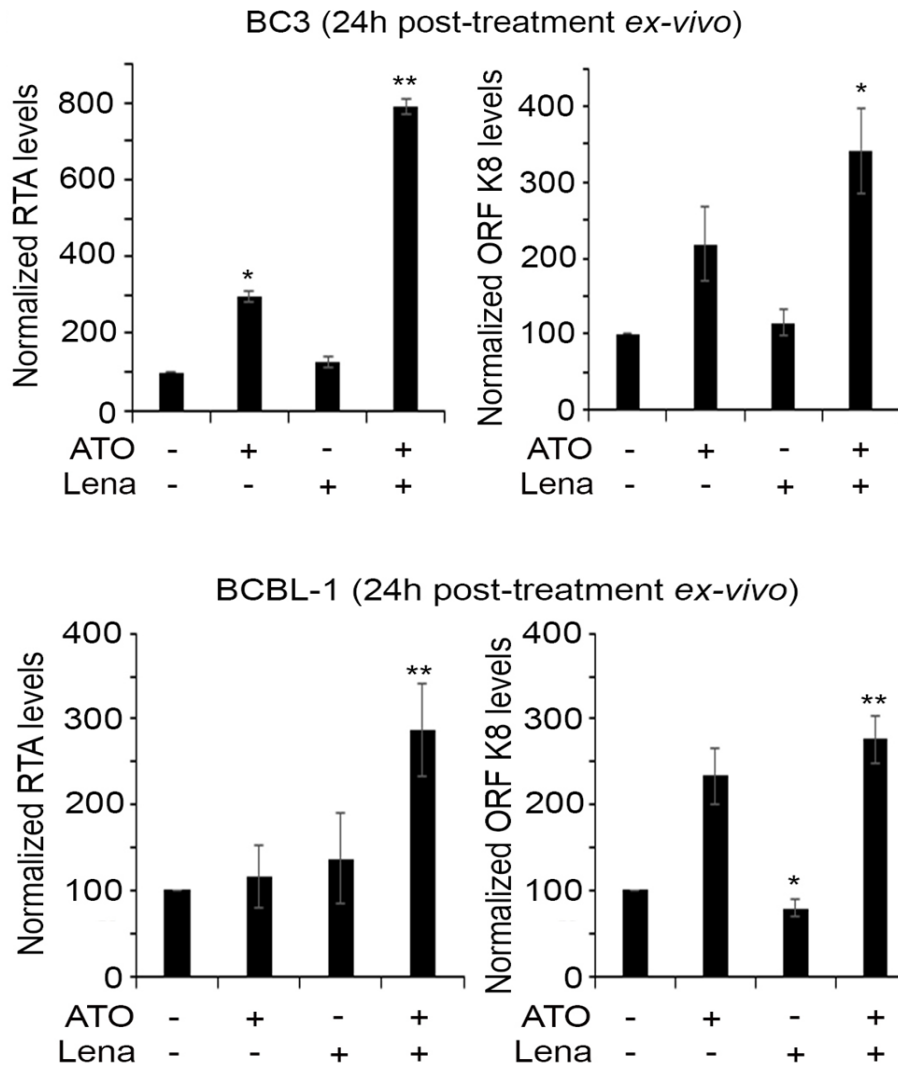 BC3 (24h post-treatment ex-vivo)
Normalized RTA levels
800
600
400
200
0
*
**
ATO - + - +
Lena - - + +
Normalized ORF K8 levels
400
300
200
100
0
*
- + - +
- - + +
BCBL-1 (24h post-treatment ex-vivo)
Normalized RTA levels
400
300
200
100
0
**
ATO - + - +
Lena - - + +
Normalized ORF K8 levels
400
300
200
100
0
*
**
ATO - + - +
Lena - - + +